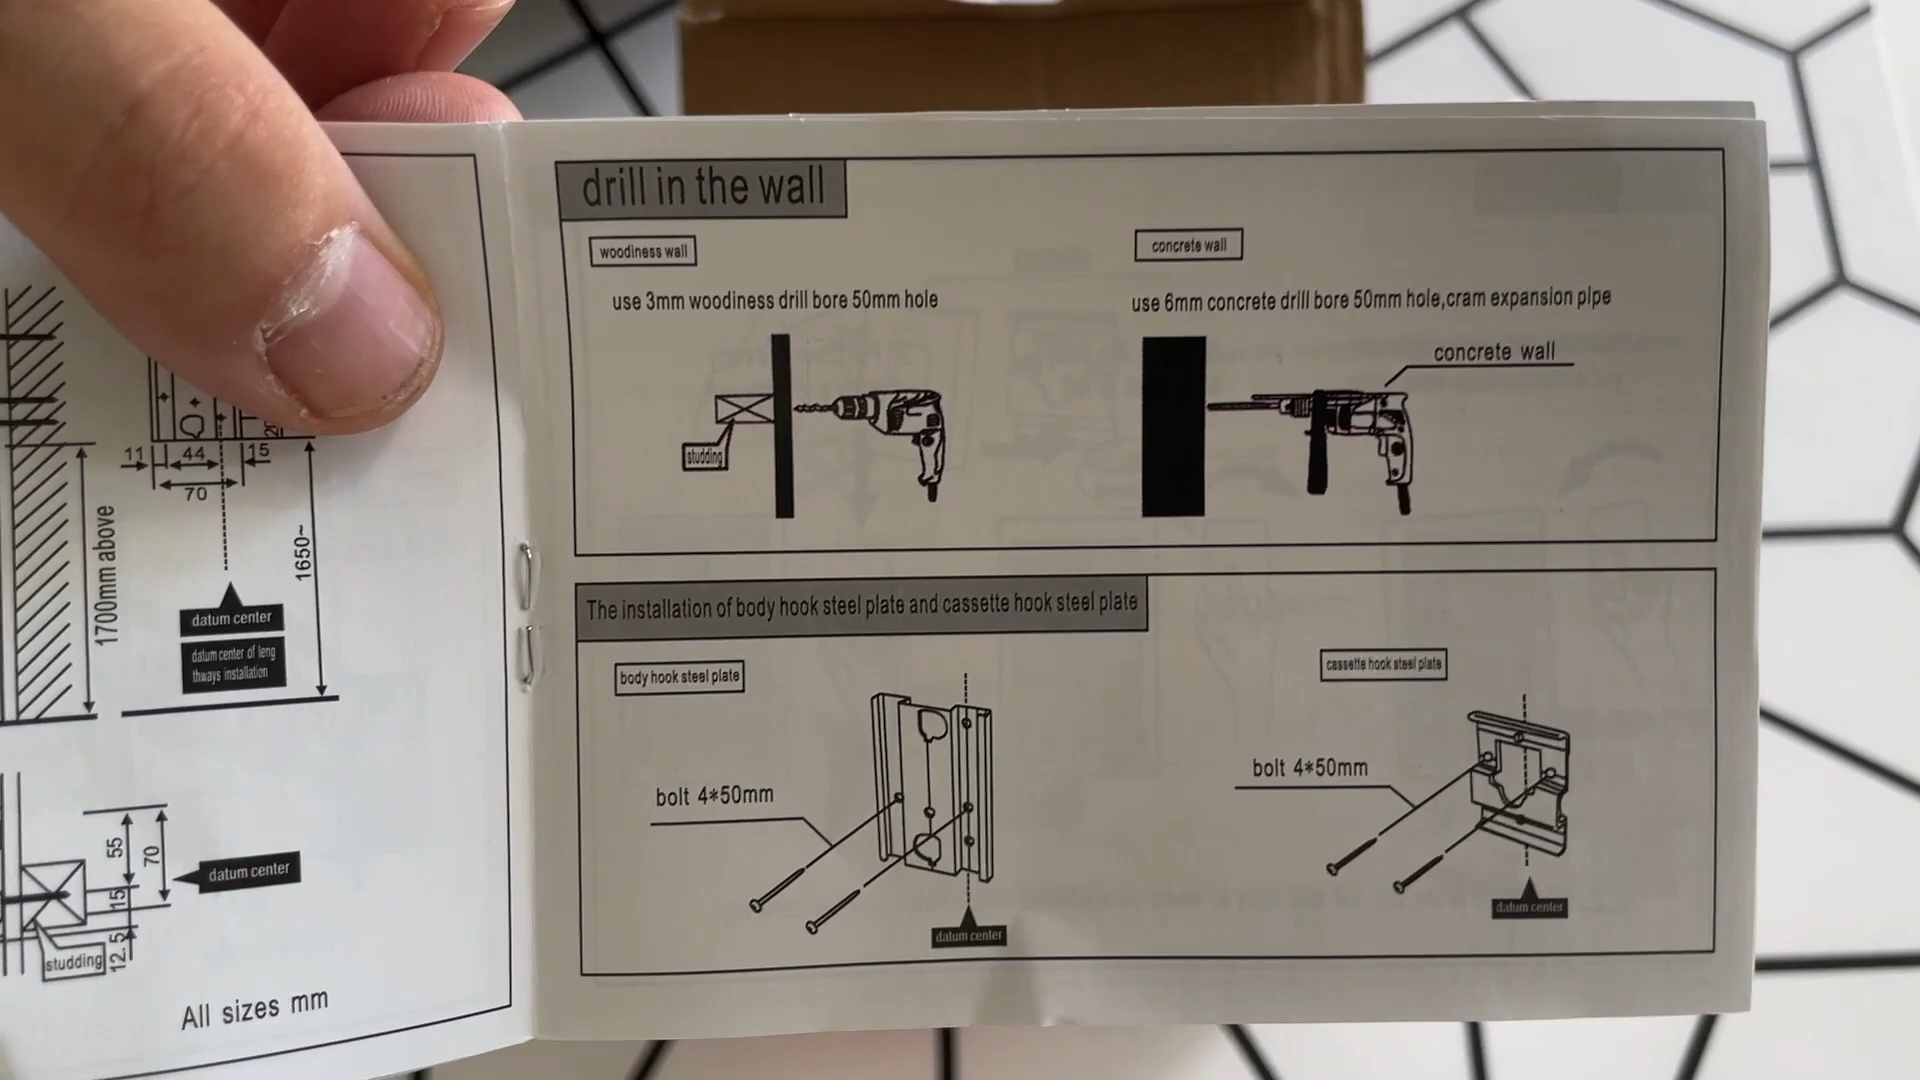 11
44
15
70
1700mm above
1650~
datum center
datum center of leng
thways installation
55
70
15
12.5
datum center
studding
All sizes mm
drill in the wall
woodiness wall
use 3mm woodiness drill bore 50mm hole
studding
concrete wall
use 6mm concrete drill bore 50mm hole,cram expansion pipe
concrete wall
The installation of body hook steel plate and cassette hook steel plate
body hook steel plate
bolt 4*50mm
datum center
cassette hook steel plate
bolt 4*50mm
datum center